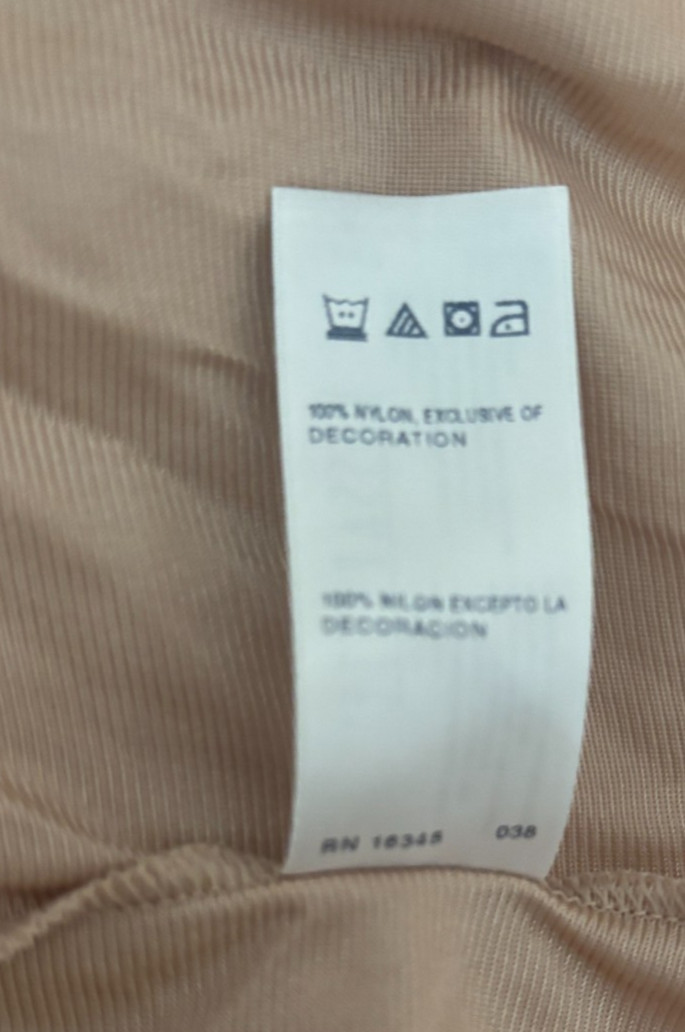 100% NYLON, EXCLUSIVE OF
DECORATION
100% NILON EXCEPTO LA
DECORACION
RN 16345 038